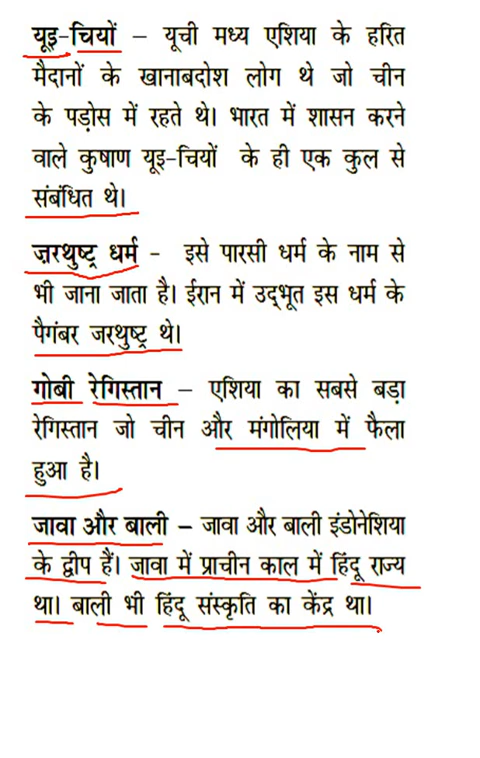 यूइ-चियों – यूची मध्य एशिया के हरित
मैदानों के खानाबदोश लोग थे जो चीन
के पड़ोस में रहते थे। भारत में शासन करने
वाले कुषाण यूइ-चियों के ही एक कुल से
संबंधित थे।
ज़रथुष्ट्र धर्म - इसे पारसी धर्म के नाम से
भी जाना जाता है। ईरान में उद्भूत इस धर्म के
पैगंबर जरथुष्ट्र थे।
गोबी रेगिस्तान – एशिया का सबसे बड़ा
रेगिस्तान जो चीन और मंगोलिया में फैला
हुआ है।
जावा और बाली – जावा और बाली इंडोनेशिया
के द्वीप हैं। जावा में प्राचीन काल में हिंदू राज्य
था। बाली भी हिंदू संस्कृति का केंद्र था।